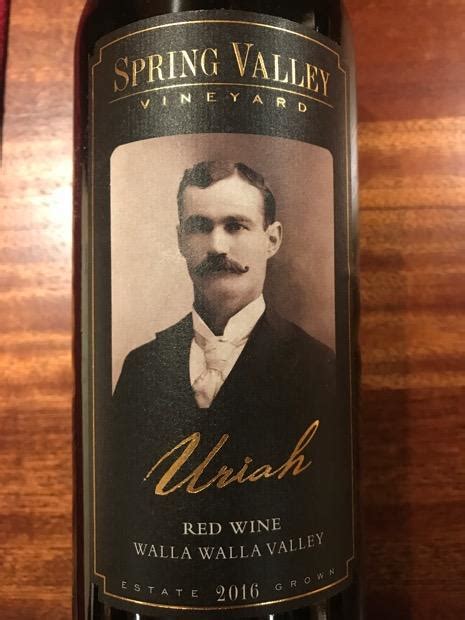 SPRING VALLEY
VINEYARD
Uriah
RED WINE
WALLA WALLA VALLEY
ESTATE 2016 GROWN